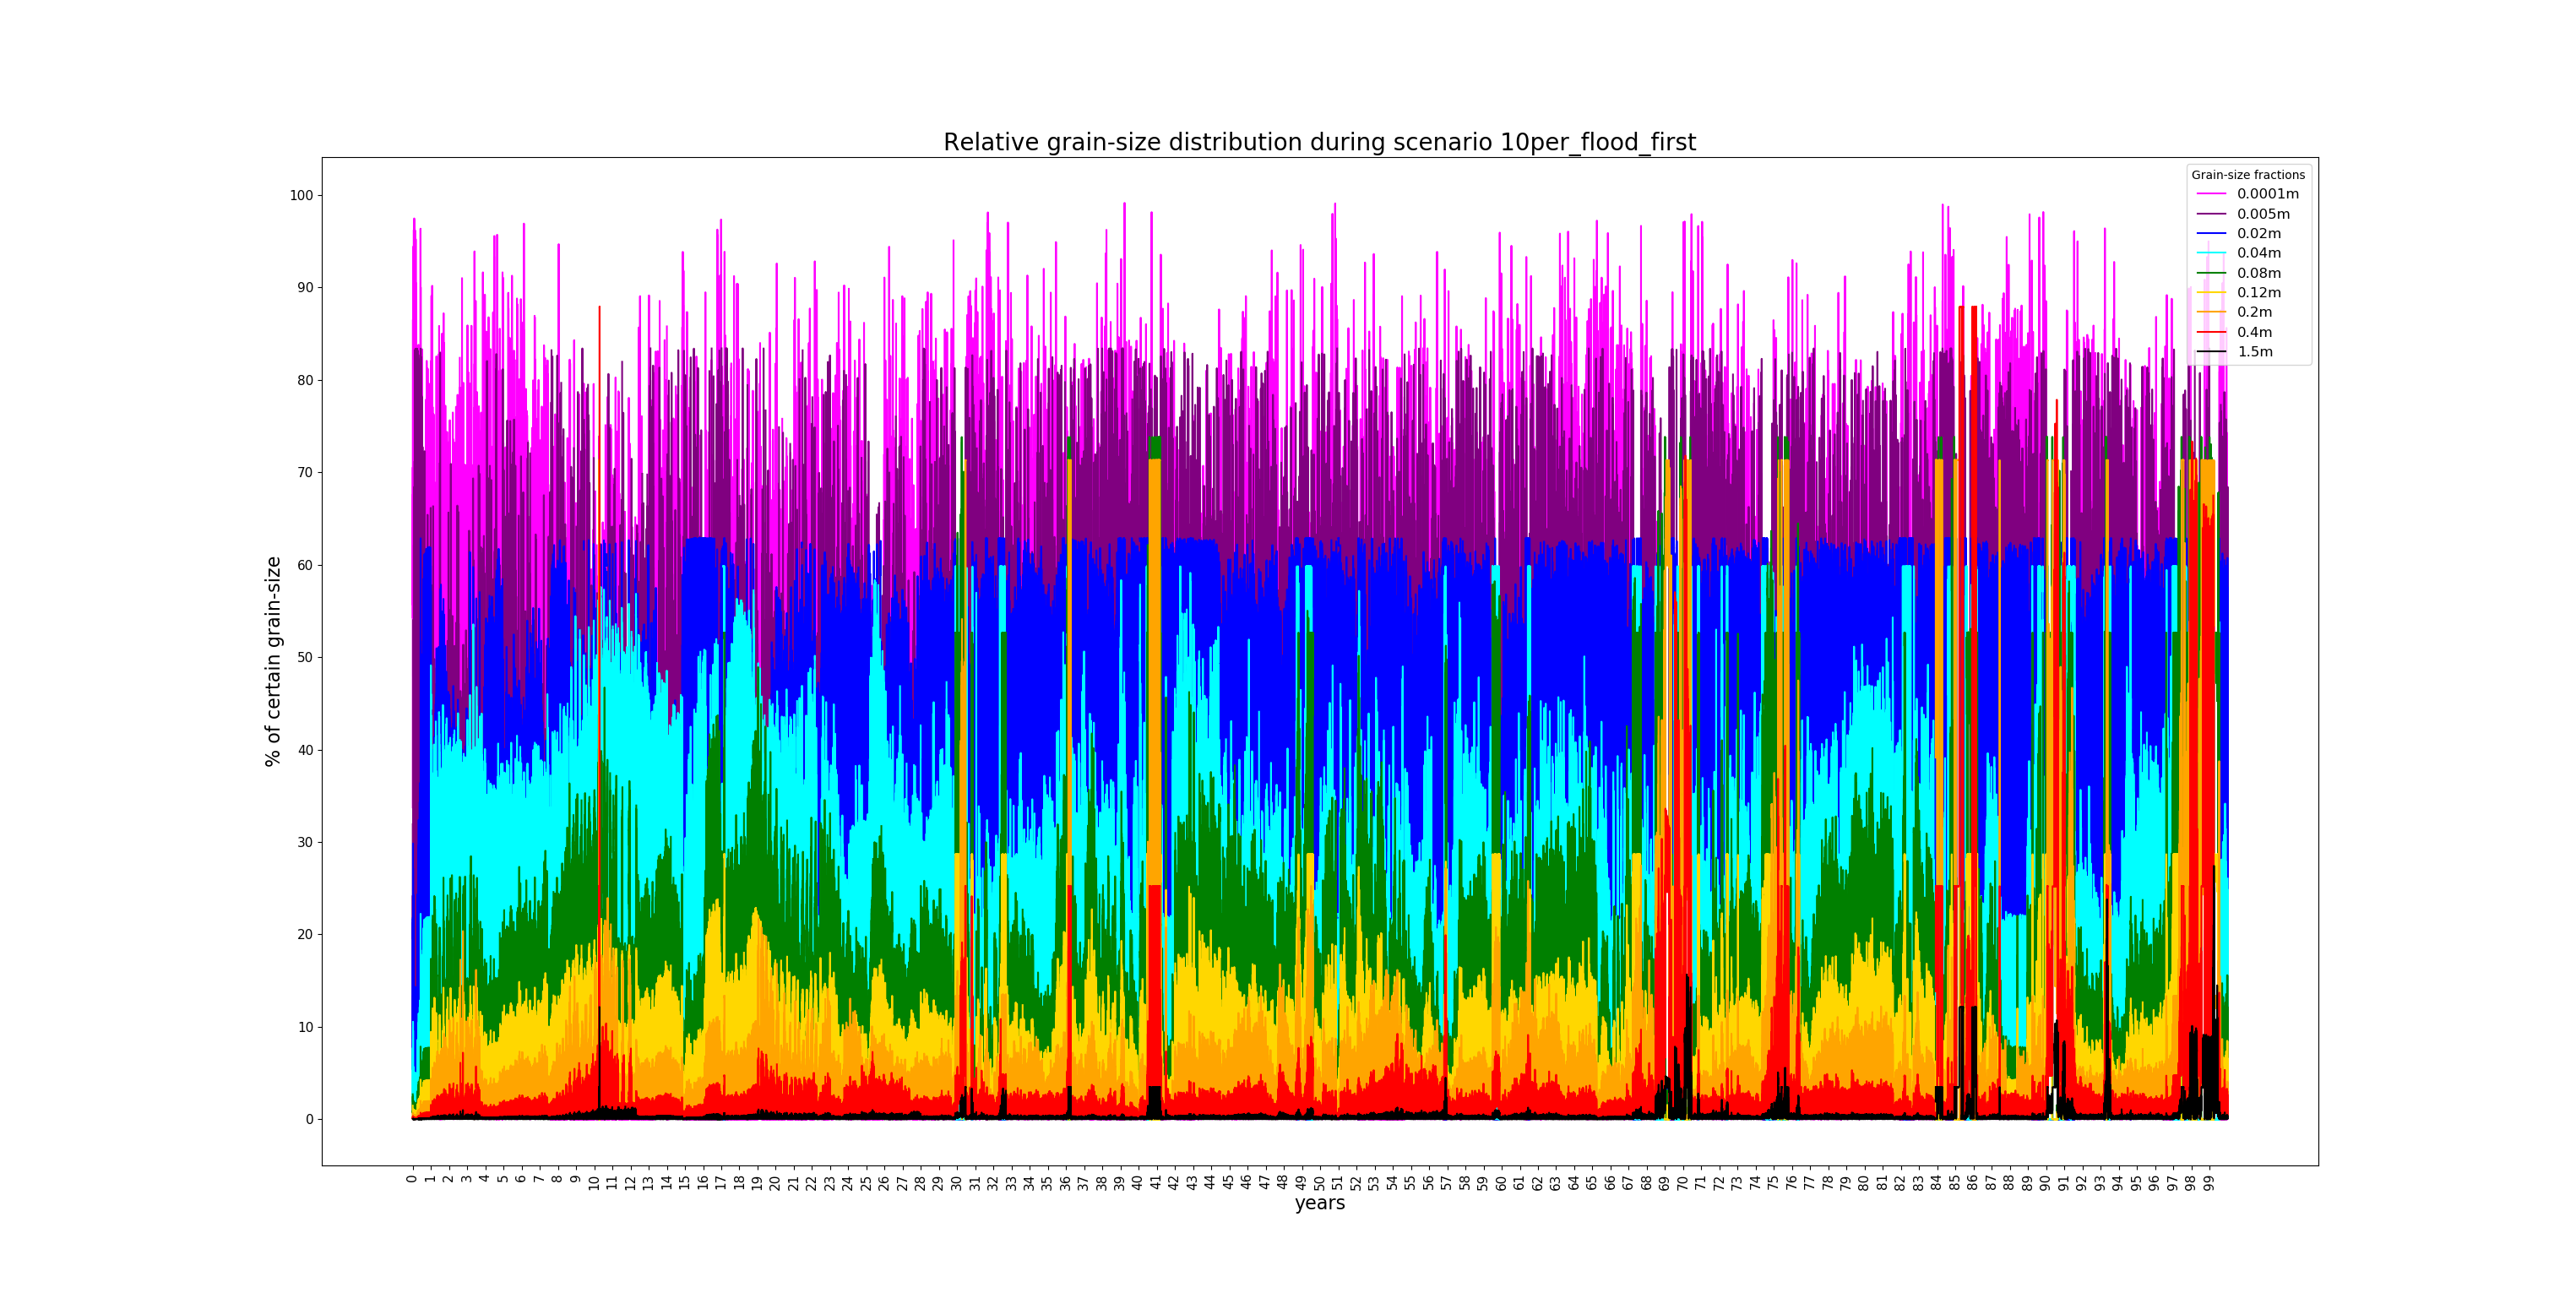 Relative grain-size distribution during scenario 10per_flood_first
% of certain grain-size
100
90
80
70
60
50
40
30
20
10
0
Grain-size fractions
0.0001m
0.005m
0.02m
0.04m
0.08m
0.12m
0.2m
0.4m
1.5m
0 1 2 3 4 5 6 7 8 9 10 11 12 13 14 15 16 17 18 19 20 21 22 23 24 25 26 27 28 29 30 31 32 33 34 35 36 37 38 39 40 41 42 43 44 45 46 47 48 49 50 51 52 53 54 55 56 57 58 59 60 61 62 63 64 65 66 67 68 69 70 71 72 73 74 75 76 77 78 79 80 81 82 83 84 85 86 87 88 89 90 91 92 93 94 95 96 97 98 99
years